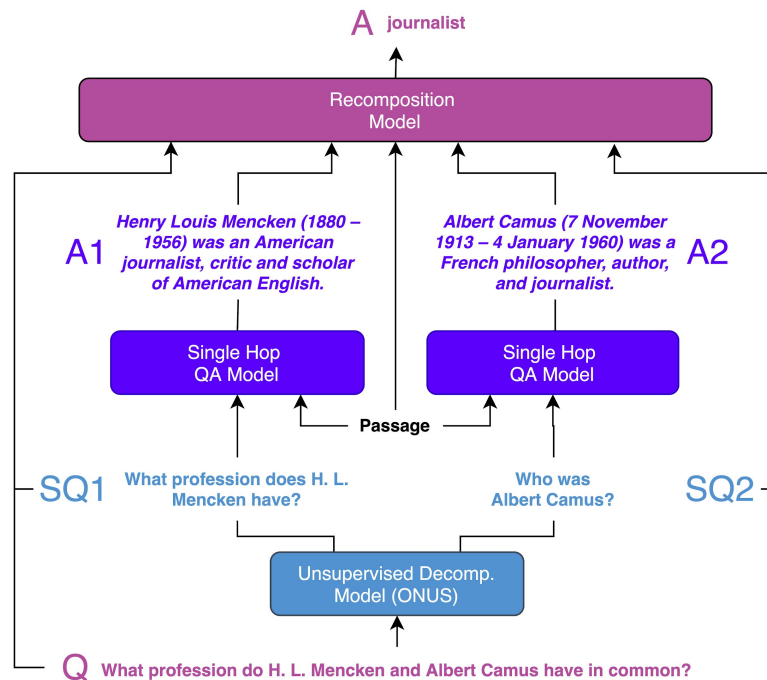 A journalist
Recomposition
Model
A1
Henry Louis Mencken (1880 –
1956) was an American
journalist, critic and scholar
of American English.
Albert Camus (7 November
1913 – 4 January 1960) was a
French philosopher, author,
and journalist.
A2
Single Hop
QA Model
Single Hop
QA Model
Passage
SQ1
What profession does H. L.
Mencken have?
Who was
Albert Camus?
SQ2
Unsupervised Decomp.
Model (ONUS)
Q What profession do H. L. Mencken and Albert Camus have in common?